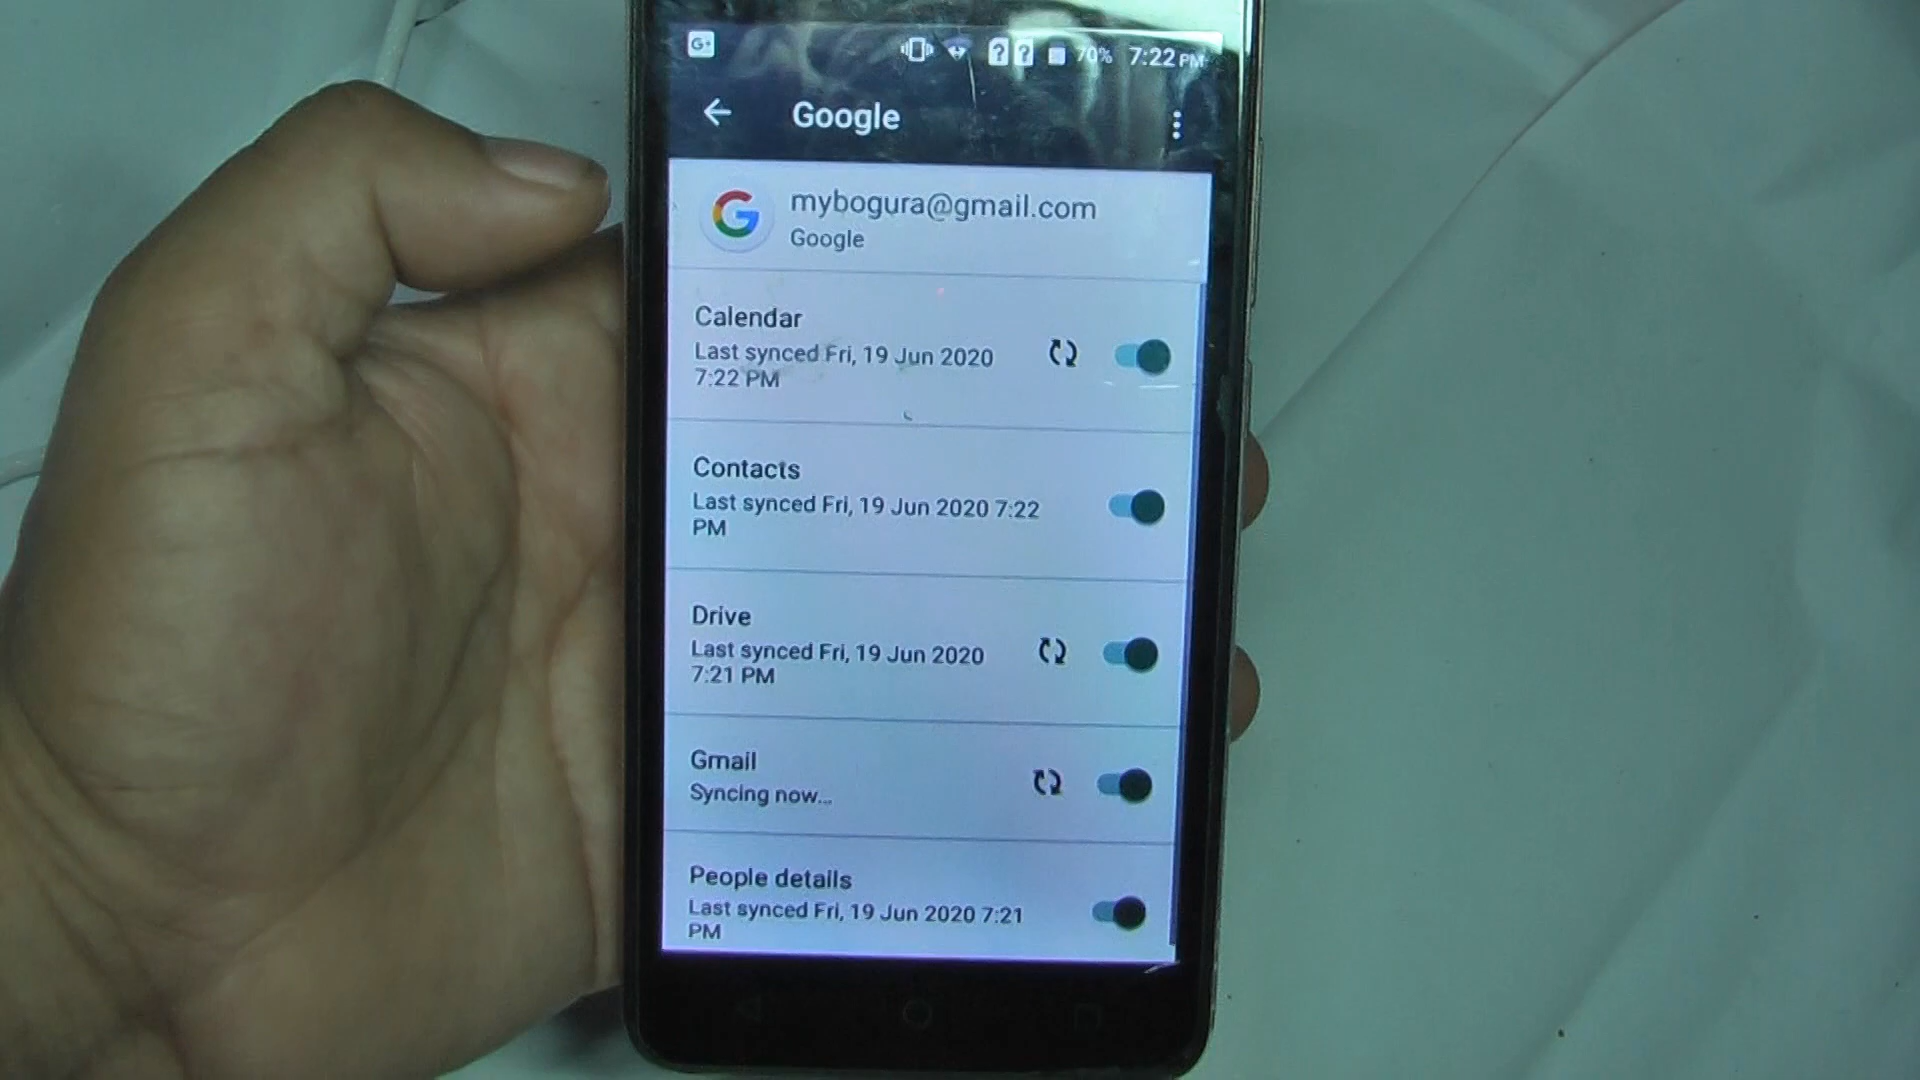 G+ ? ? 70% 7:22 PM
Google
mybogura@gmail.com
Google
Calendar
Last synced Fri, 19 Jun 2020
7:22 PM
Contacts
Last synced Fri, 19 Jun 2020 7:22
PM
Drive
Last synced Fri, 19 Jun 2020
7:21 PM
Gmail
Syncing now...
People details
Last synced Fri, 19 Jun 2020 7:21
PM